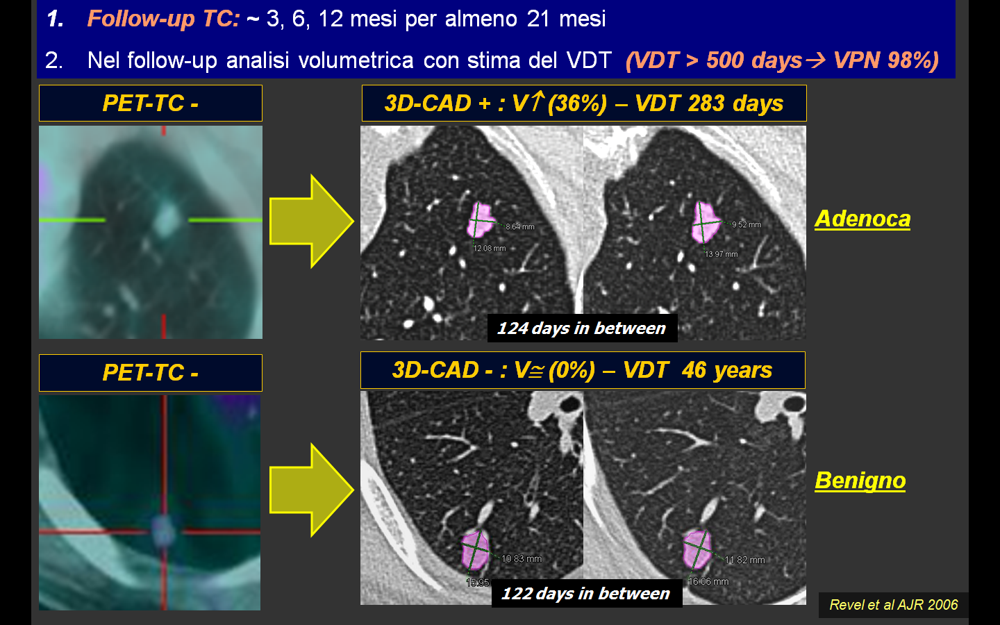 1. Follow-up TC: ~ 3, 6, 12 mesi per almeno 21 mesi
2. Nel follow-up analisi volumetrica con stima del VDT (VDT > 500 days→ VPN 98%)
PET-TC -
3D-CAD + : V↑ (36%) – VDT 283 days
8.64 mm
12.08 mm
9.52 mm
13.97 mm
124 days in between
Adenoca
PET-TC -
3D-CAD - : V≅ (0%) – VDT 46 years
10.83 mm
15.95
11.82 mm
16.06 mm
122 days in between
Benigno
Revel et al AJR 2006